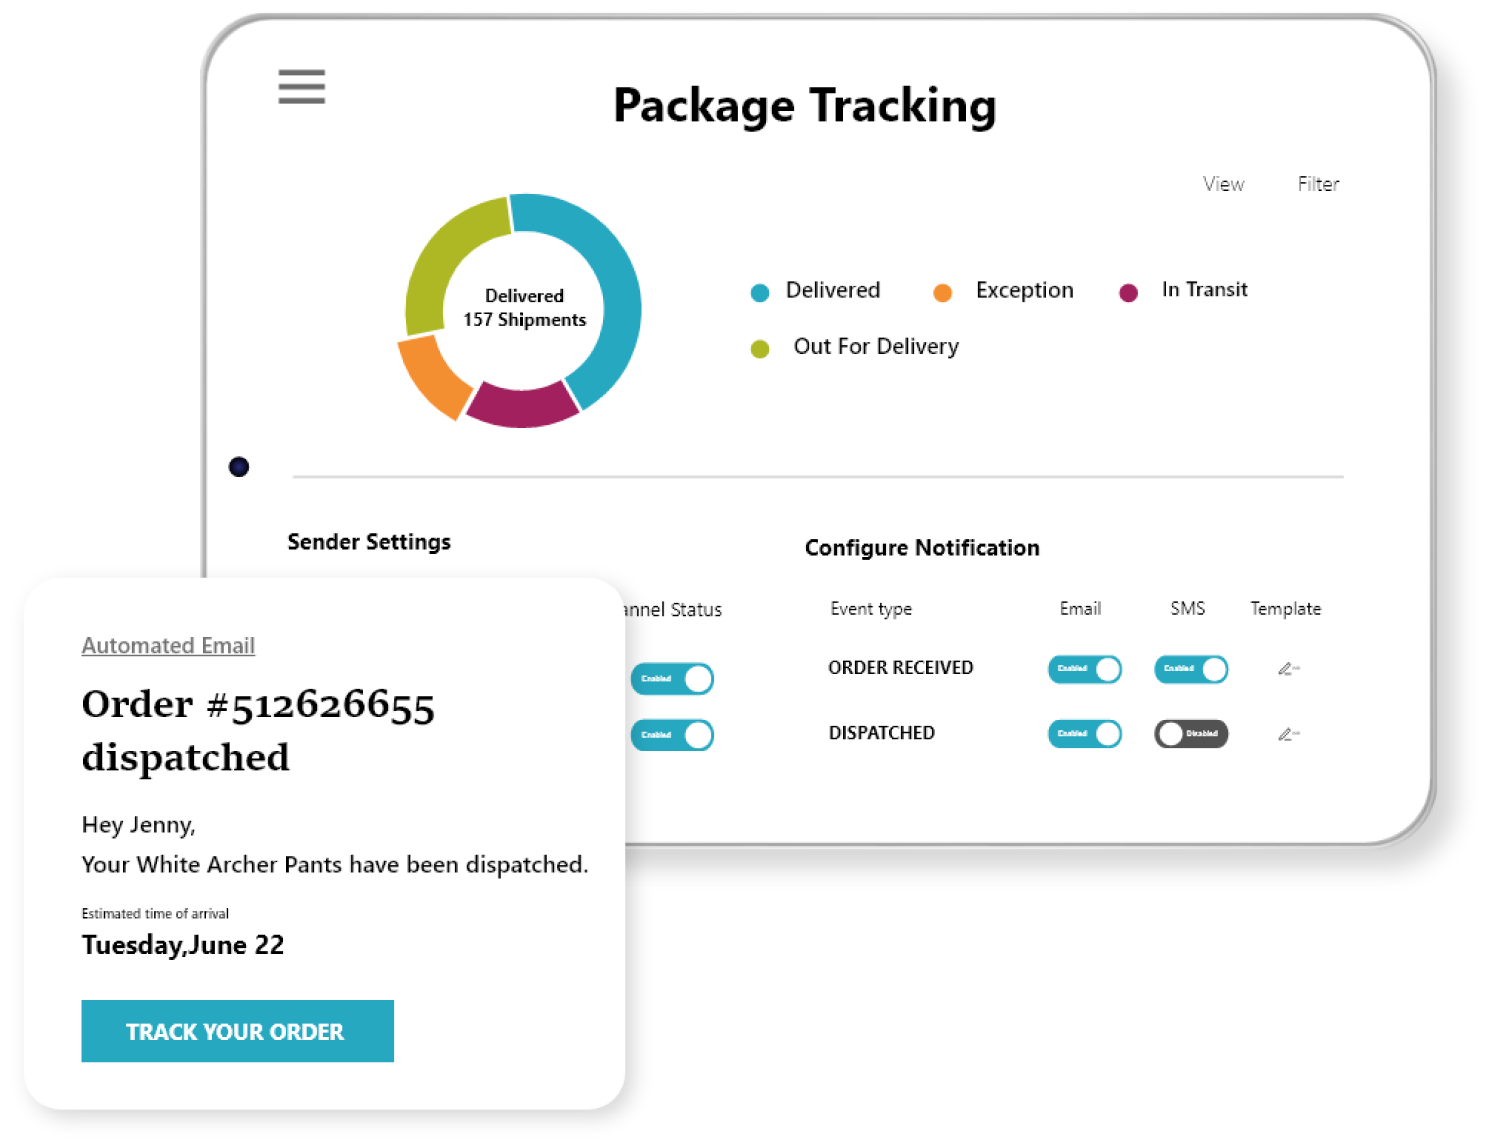 Package Tracking
View Filter
Delivered
157 Shipments
Delivered Exception In Transit
Out For Delivery
Sender Settings
Configure Notification
annel Status
Event type Email SMS Template
Enabled
ORDER RECEIVED Enabled Enabled
Enabled
DISPATCHED Enabled Disabled
Automated Email
Order #512626655
dispatched
Hey Jenny,
Your White Archer Pants have been dispatched.
Estimated time of arrival
Tuesday,June 22
TRACK YOUR ORDER